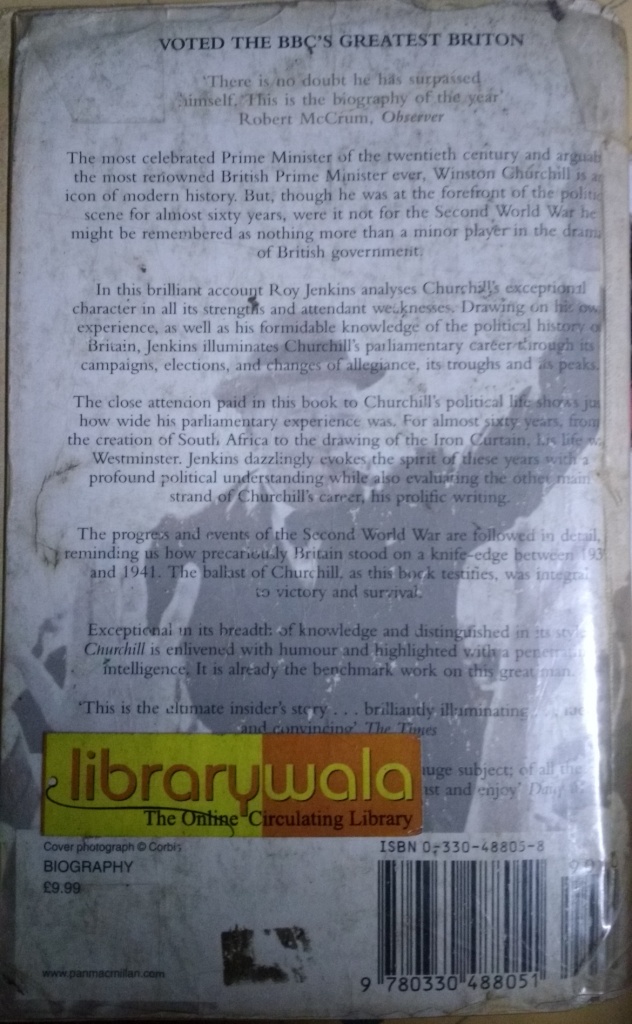 VOTED THE BBC'S GREATEST BRITON
'There is no doubt he has surpassed
himself. This is the biography of the year'
Robert McCrum, Observer
The most celebrated Prime Minister of the twentieth century and arguab
the most renowned British Prime Minister ever, Winston Churchill is a
icon of modern history. But, though he was at the forefront of the politic
scene for almost sixty years, were it not for the Second World War he
might be remembered as nothing more than a minor player in the dram
of British government.
In this brilliant account Roy Jenkins analyses Churchill's exceptional
character in all its strengths and attendant weaknesses. Drawing on his ow
experience, as well as his formidable knowledge of the political history o
Britain, Jenkins illuminates Churchill's parliamentary career through its
campaigns, elections, and changes of allegiance, its troughs and as peaks.
The close attention paid in this book to Churchill's political life shows jus
how wide his parliamentary experience was. For almost sixty years, from
the creation of South Africa to the drawing of the Iron Curtain, his life w
Westminster. Jenkins dazzlingly evokes the spirit of these years with a
profound political understanding while also evaluating the other main
strand of Churchill's career, his prolific writing.
The progress and events of the Second World War are followed in detail,
reminding us how precariously Britain stood on a knife-edge between 193
and 1941. The ballast of Churchill, as this book testifies, was integral
to victory and survival.
Exceptional in its breadth of knowledge and distinguished in its style
Churchill is enlivened with humour and highlighted with a penetrati
intelligence. It is already the benchmark work on this great man.
'This is the ultimate insider's story . . . brilliantly illuminating . . .
and convincing' The Times
huge subject; of all the
and enjoy'
librarywala
The Online Circulating Library
Cover photograph © Corbis
BIOGRAPHY
£9.99
www.panmacmillan.com
ISBN 0-330-48805-8
9 780330 488051